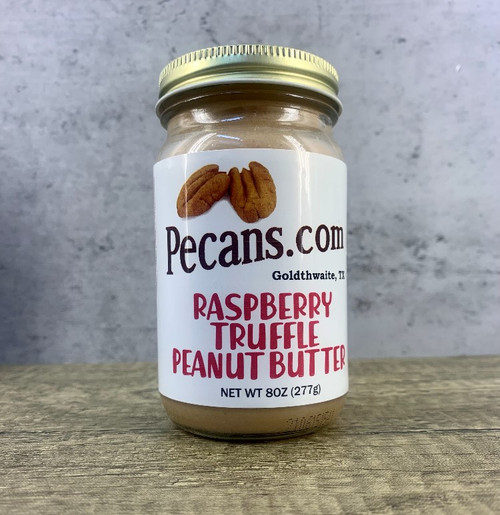 Pecans.com
Goldthwaite, TX
RASPBERRY
TRUFFLE
PEANUT BUTTER
NET WT 8OZ (277g)